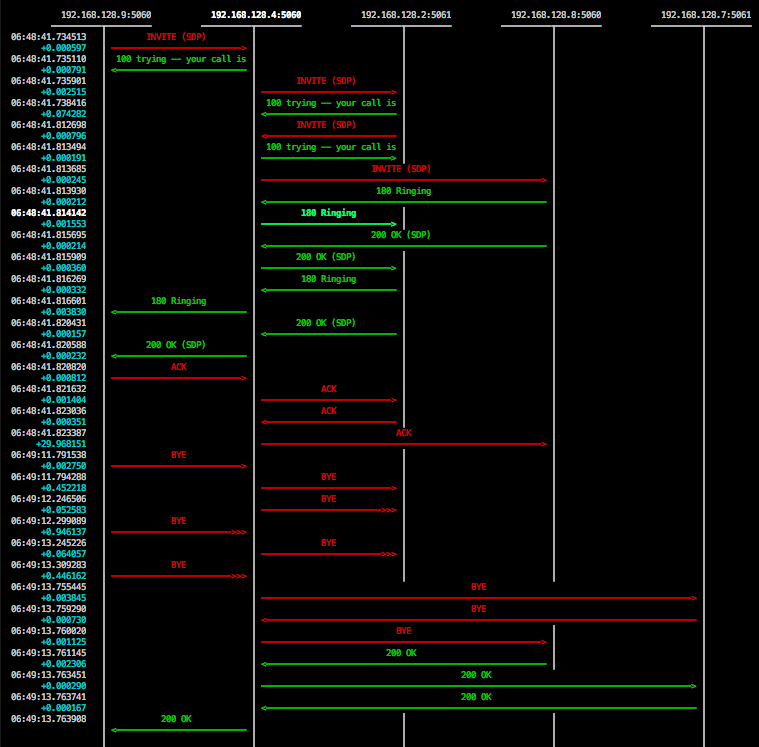 192.168.128.9:5060 192.168.128.4:5060 192.168.128.2:5061 192.168.128.8:5060 192.168.128.7:5061
06:48:41.734513 INVITE (SDP)
+0.000597
06:48:41.735110 100 trying -- your call is
+0.000791
06:48:41.735901 INVITE (SDP)
+0.002515
06:48:41.738416 100 trying -- your call is
+0.074282
06:48:41.812698 INVITE (SDP)
+0.000796
06:48:41.813494 100 trying -- your call is
+0.000191
06:48:41.813685 INVITE (SDP)
+0.000245
06:48:41.813930 180 Ringing
+0.000212
06:48:41.814142 180 Ringing
+0.001553
06:48:41.815695 200 OK (SDP)
+0.000214
06:48:41.815909 200 OK (SDP)
+0.000360
06:48:41.816269 180 Ringing
+0.000332
06:48:41.816601 180 Ringing
+0.003830
06:48:41.820431 200 OK (SDP)
+0.000157
06:48:41.820588 200 OK (SDP)
+0.000232
06:48:41.820820 ACK
+0.000812
06:48:41.821632 ACK
+0.001404
06:48:41.823036 ACK
+0.000351
06:48:41.823387 ACK
+29.968151
06:49:11.791538 BYE
+0.002750
06:49:11.794288 BYE
+0.452218
06:49:12.246506 BYE
+0.052583
06:49:12.299089 BYE
+0.946137
06:49:13.245226 BYE
+0.064057
06:49:13.309283 BYE
+0.446162
06:49:13.755445 BYE
+0.003845
06:49:13.759290 BYE
+0.000730
06:49:13.760020 BYE
+0.001125
06:49:13.761145 200 OK
+0.002306
06:49:13.763451 200 OK
+0.000290
06:49:13.763741 200 OK
+0.000167
06:49:13.763908 200 OK